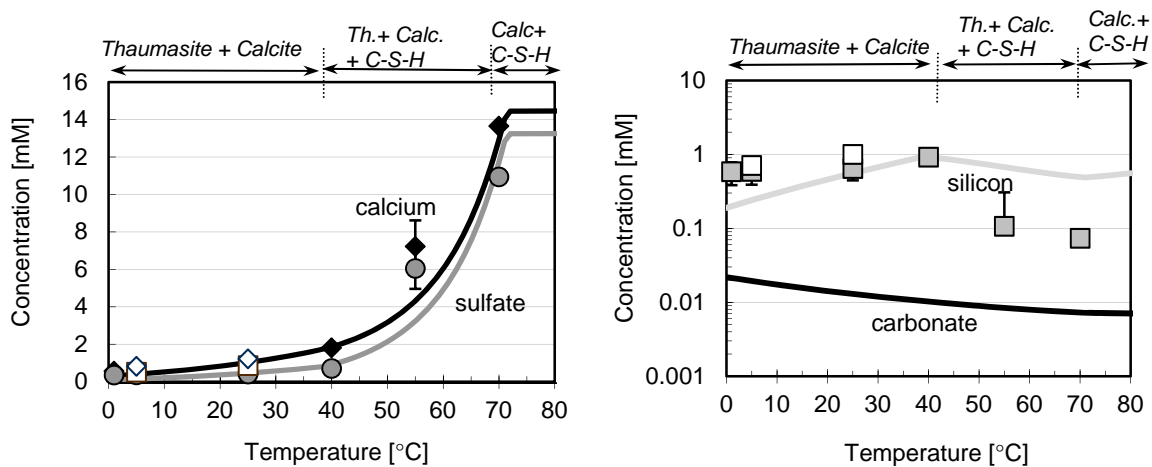 Thaumasite + Calcite
Th.+ Calc.
+ C-S-H
Calc+
C-S-H
16
14
12
10
8
6
4
2
0
Concentration [mM]
calcium
sulfate
0 10 20 30 40 50 60 70 80
Temperature [°C]
Thaumasite + Calcite
Th.+ Calc.
+ C-S-H
Calc.+
C-S-H
10
1
0.1
0.01
0.001
Concentration [mM]
silicon
carbonate
0 10 20 30 40 50 60 70 80
Temperature [°C]